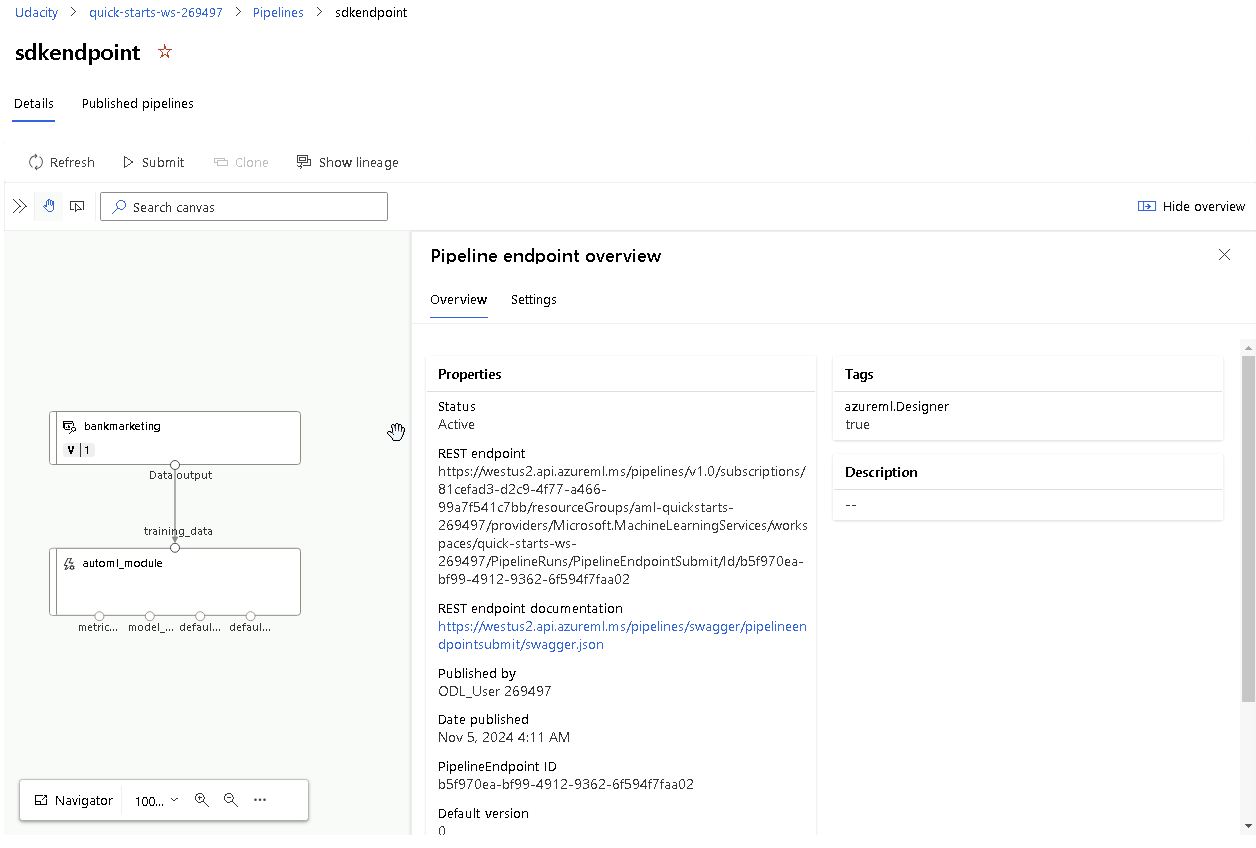 Udacity > quick-starts-ws-269497 > Pipelines > sdkendpoint
sdkendpoint
Details Published pipelines
Refresh Submit Clone Show lineage
Search canvas Hide overview
bankmarketing
V 1
Data output
training_data
automl_module
metric... model_... defaul... defaul...
Navigator 100...
Pipeline endpoint overview
Overview Settings
Properties
Status
Active
REST endpoint
https://westus2.api.azureml.ms/pipelines/v1.0/subscriptions/
81cefad3-d2c9-4f77-a466-
99a7f541c7bb/resourceGroups/aml-quickstarts-
269497/providers/Microsoft.MachineLearningServices/works
paces/quick-starts-ws-
269497/PipelineRuns/PipelineEndpointSubmit/Id/b5f970ea-
bf99-4912-9362-6f594f7faa02
REST endpoint documentation
https://westus2.api.azureml.ms/pipelines/swagger/pipelineen
dpointsubmit/swagger.json
Published by
ODL_User 269497
Date published
Nov 5, 2024 4:11 AM
PipelineEndpoint ID
b5f970ea-bf99-4912-9362-6f594f7faa02
Default version
0
Tags
azureml.Designer
true
Description
--